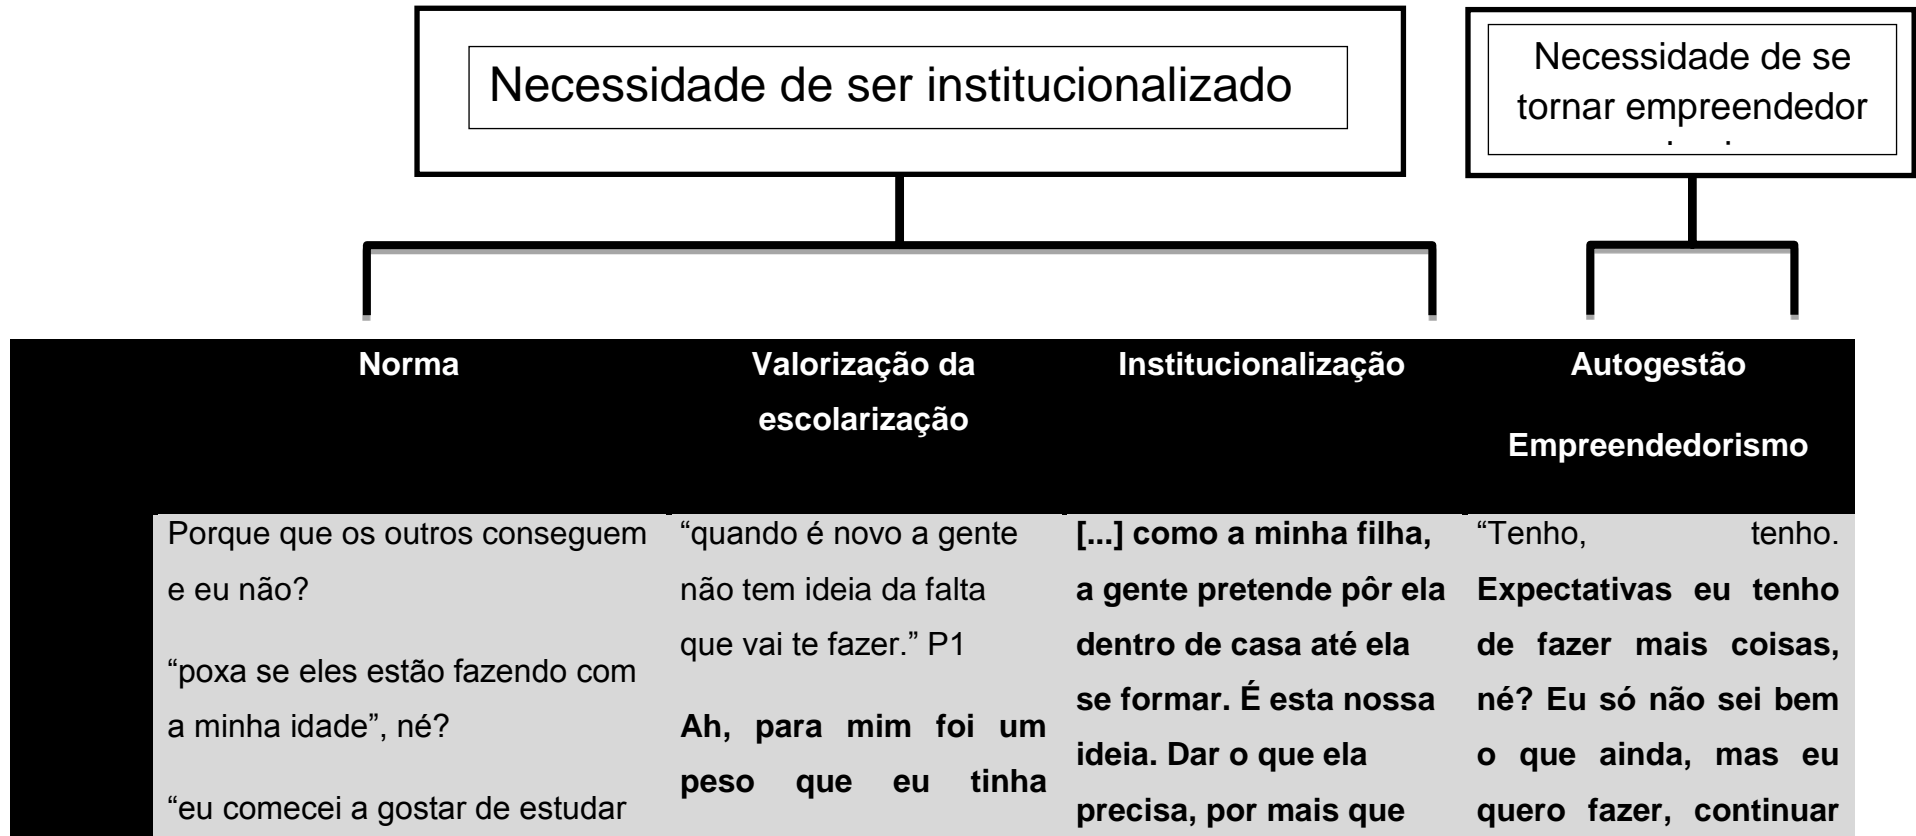 Necessidade de ser institucionalizado
Necessidade de se
tornar empreendedor
Norma
Valorização da
escolarização
Institucionalização
Autogestão
Empreendedorismo
Porque que os outros conseguem
e eu não?
“poxa se eles estão fazendo com
a minha idade”, né?
“eu comecei a gostar de estudar
“quando é novo a gente
não tem ideia da falta
que vai te fazer.” P1
Ah, para mim foi um
peso que eu tinha
[...] como a minha filha,
a gente pretende pôr ela
dentro de casa até ela
se formar. É esta nossa
ideia. Dar o que ela
precisa, por mais que
“Tenho, tenho.
Expectativas eu tenho
de fazer mais coisas,
né? Eu só não sei bem
o que ainda, mas eu
quero fazer, continuar